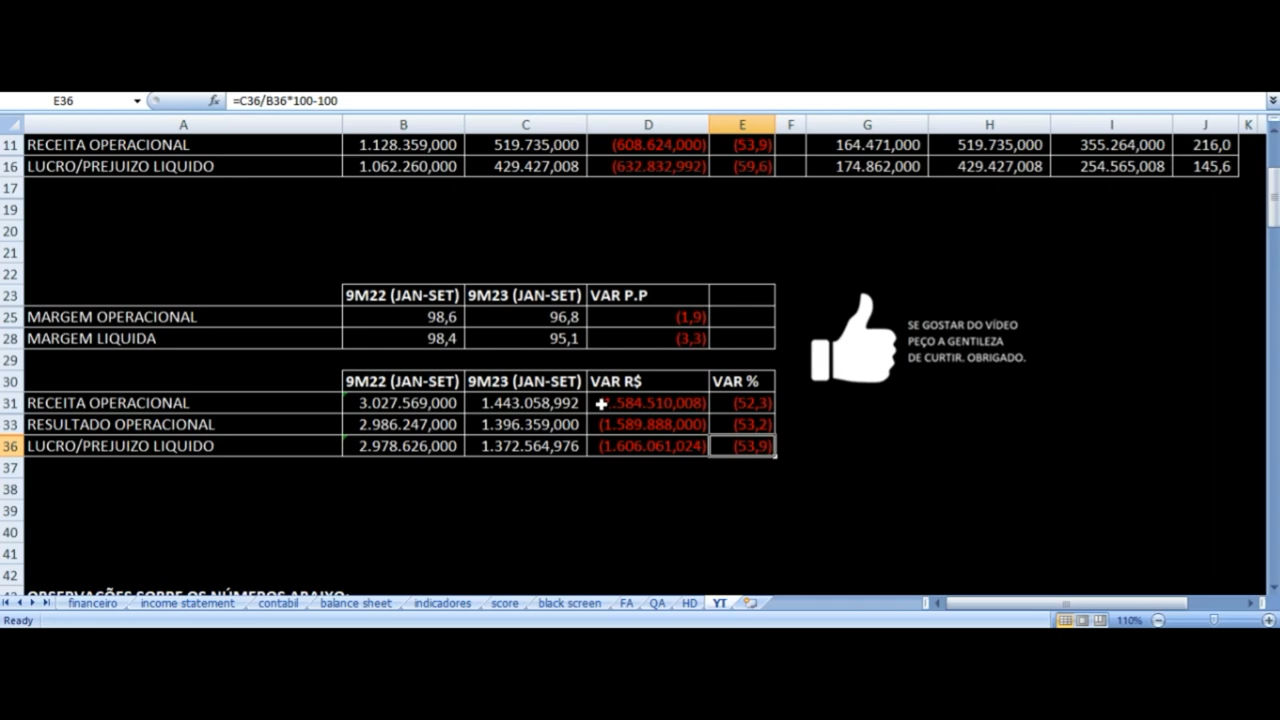 E36 =C36/B36*100-100
A B C D E F G H I J K
11 RECEITA OPERACIONAL 1.128.359,000 519.735,000 (608.624,000) (53,9) 164.471,000 519.735,000 355.264,000 216,0
16 LUCRO/PREJUIZO LIQUIDO 1.062.260,000 429.427,008 (632.832,992) (59,6) 174.862,000 429.427,008 254.565,008 145,6
17
19
20
21
22
23 9M22 (JAN-SET) 9M23 (JAN-SET) VAR P.P
25 MARGEM OPERACIONAL 98,6 96,8 (1,9)
28 MARGEM LIQUIDA 98,4 95,1 (3,3)
SE GOSTAR DO VÍDEO
PEÇO A GENTILEZA
DE CURTIR. OBRIGADO.
29
30 9M22 (JAN-SET) 9M23 (JAN-SET) VAR R$ VAR %
31 RECEITA OPERACIONAL 3.027.569,000 1.443.058,992 .584.510,008) (52,3)
33 RESULTADO OPERACIONAL 2.986.247,000 1.396.359,000 (1.589.888,000) (53,2)
36 LUCRO/PREJUIZO LIQUIDO 2.978.626,000 1.372.564,976 (1.606.061,024) (53,9)
37
38
39
40
41
42
OBSERVAÇÕES SOBRE OS NÚMEROS ABAIXO:
financeiro income statement contabil balance sheet indicadores score black screen FA QA HD YT
Ready 110%